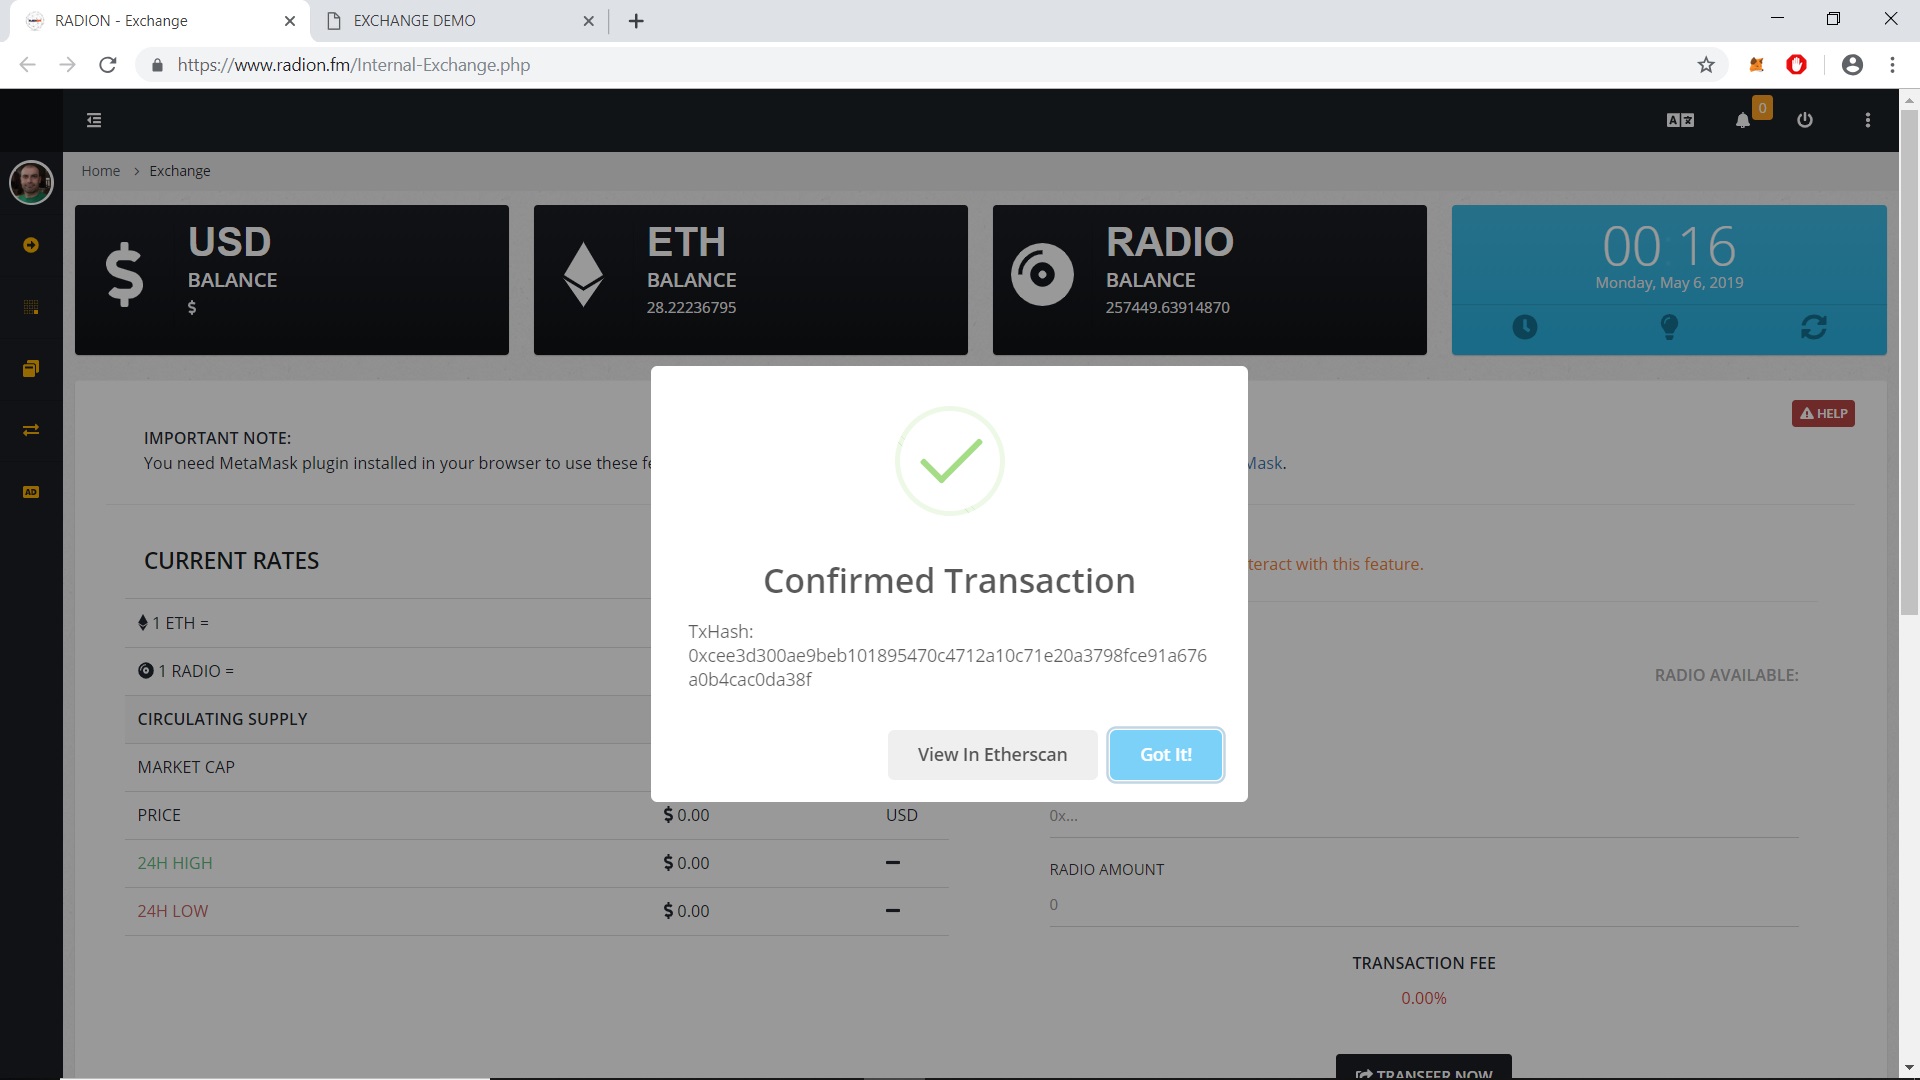 RADION - Exchange
EXCHANGE DEMO
https://www.radion.fm/Internal-Exchange.php
0
Home > Exchange
USD
BALANCE
$
ETH
BALANCE
28.22236795
RADIO
BALANCE
257449.63914870
00:16
Monday, May 6, 2019
HELP
IMPORTANT NOTE:
You need MetaMask plugin installed in your browser to use these fe
Mask.
CURRENT RATES
teract with this feature.
1 ETH =
1 RADIO =
CIRCULATING SUPPLY
MARKET CAP
PRICE $ 0.00 USD
24H HIGH $ 0.00 –
24H LOW $ 0.00 –
RADIO AVAILABLE:
0x...
RADIO AMOUNT
0
TRANSACTION FEE
0.00%
TRANSFER NOW
Confirmed Transaction
TxHash:
0xcee3d300ae9beb101895470c4712a10c71e20a3798fce91a676
a0b4cac0da38f
View In Etherscan
Got It!
AD